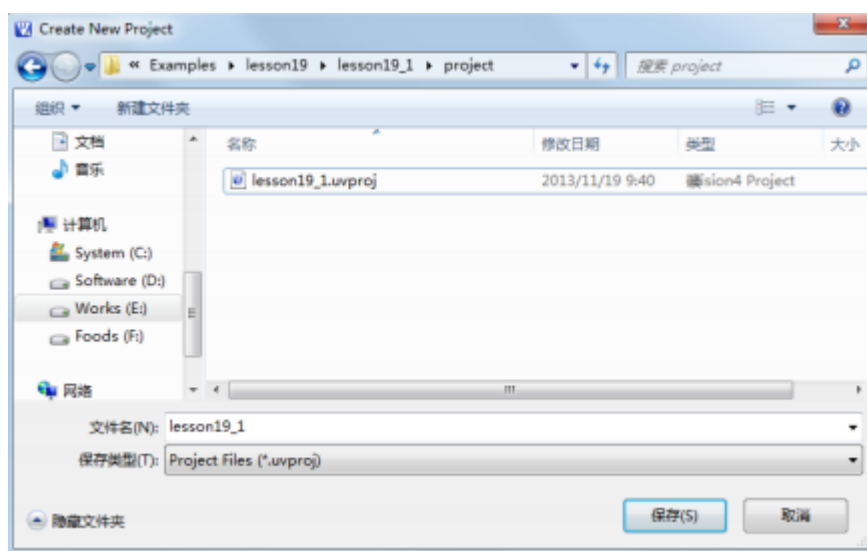 Create New Project
« Examples ▸ lesson19 ▸ lesson19_1 ▸ project
搜索 project
组织 新建文件夹
文档
音乐
计算机
System (C:)
Software (D:)
Works (E:)
Foods (F:)
网络
名称 修改日期 类型 大小
lesson19_1.uvproj 2013/11/19 9:40 ision4 Project
文件名(N): lesson19_1
保存类型(T): Project Files (*.uvproj)
隐藏文件夹 保存(S) 取消